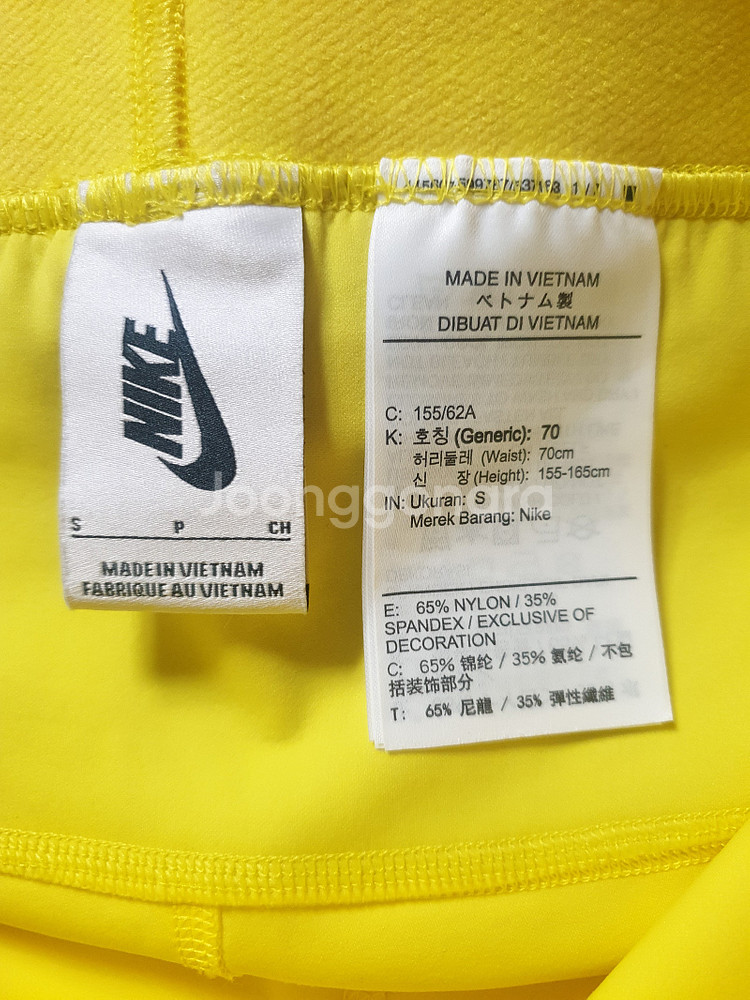 NIKE
S P CH
MADE IN VIETNAM
FABRIQUE AU VIETNAM
MADE IN VIETNAM
ベトナム製
DIBUAT DI VIETNAM
C: 155/62A
K: 호칭 (Generic): 70
허리둘레 (Waist): 70cm
신 장 (Height): 155-165cm
IN: Ukuran: S
Merek Barang: Nike
E: 65% NYLON / 35%
SPANDEX / EXCLUSIVE OF
DECORATION
C: 65% 锦纶 / 35% 氨纶 / 不包
括装饰部分
T: 65% 尼龍 / 35% 彈性纖維
Joonggonara